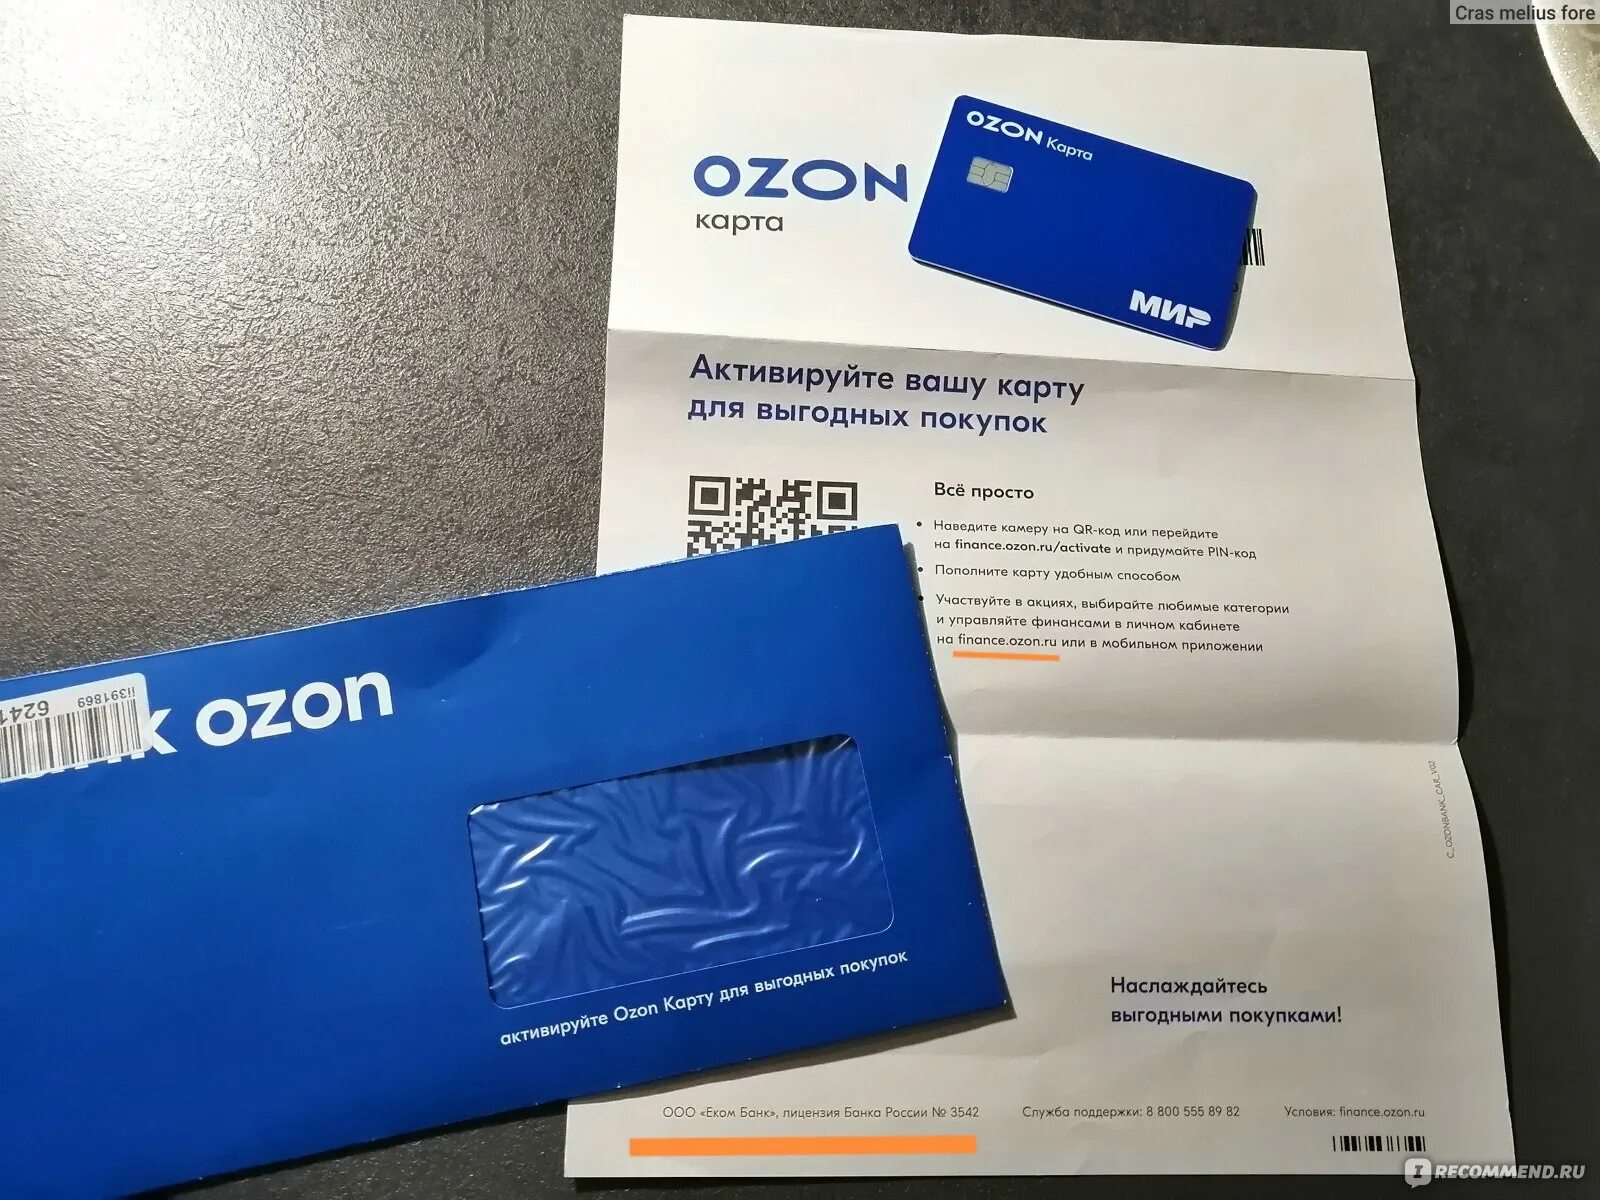 Cras melius fore
OZON Карта
OZON
карта
МИР
Активируйте вашу карту
для выгодных покупок
Всё просто
• Наведите камеру на QR-код или перейдите
на finance.ozon.ru/activate и придумайте PIN-код
• Пополните карту удобным способом
• Участвуйте в акциях, выбирайте любимые категории
и управляйте финансами в личном кабинете
на finance.ozon.ru или в мобильном приложении
ii391869
6241
ozon
активируйте Ozon Карту для выгодных покупок
C_OZONBANK_CAR_V02
Наслаждайтесь
выгодными покупками!
ООО «Еком Банк», лицензия Банка России № 3542
Служба поддержки: 8 800 555 89 82
Условия: finance.ozon.ru
IRECOMMEND.RU